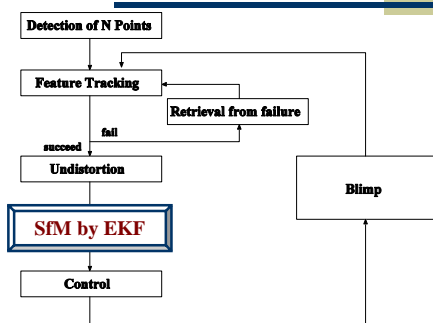 Detection of N Points
Feature Tracking
Retrieval from failure
fail
succeed
Undistortion
Blimp
SfM by EKF
Control